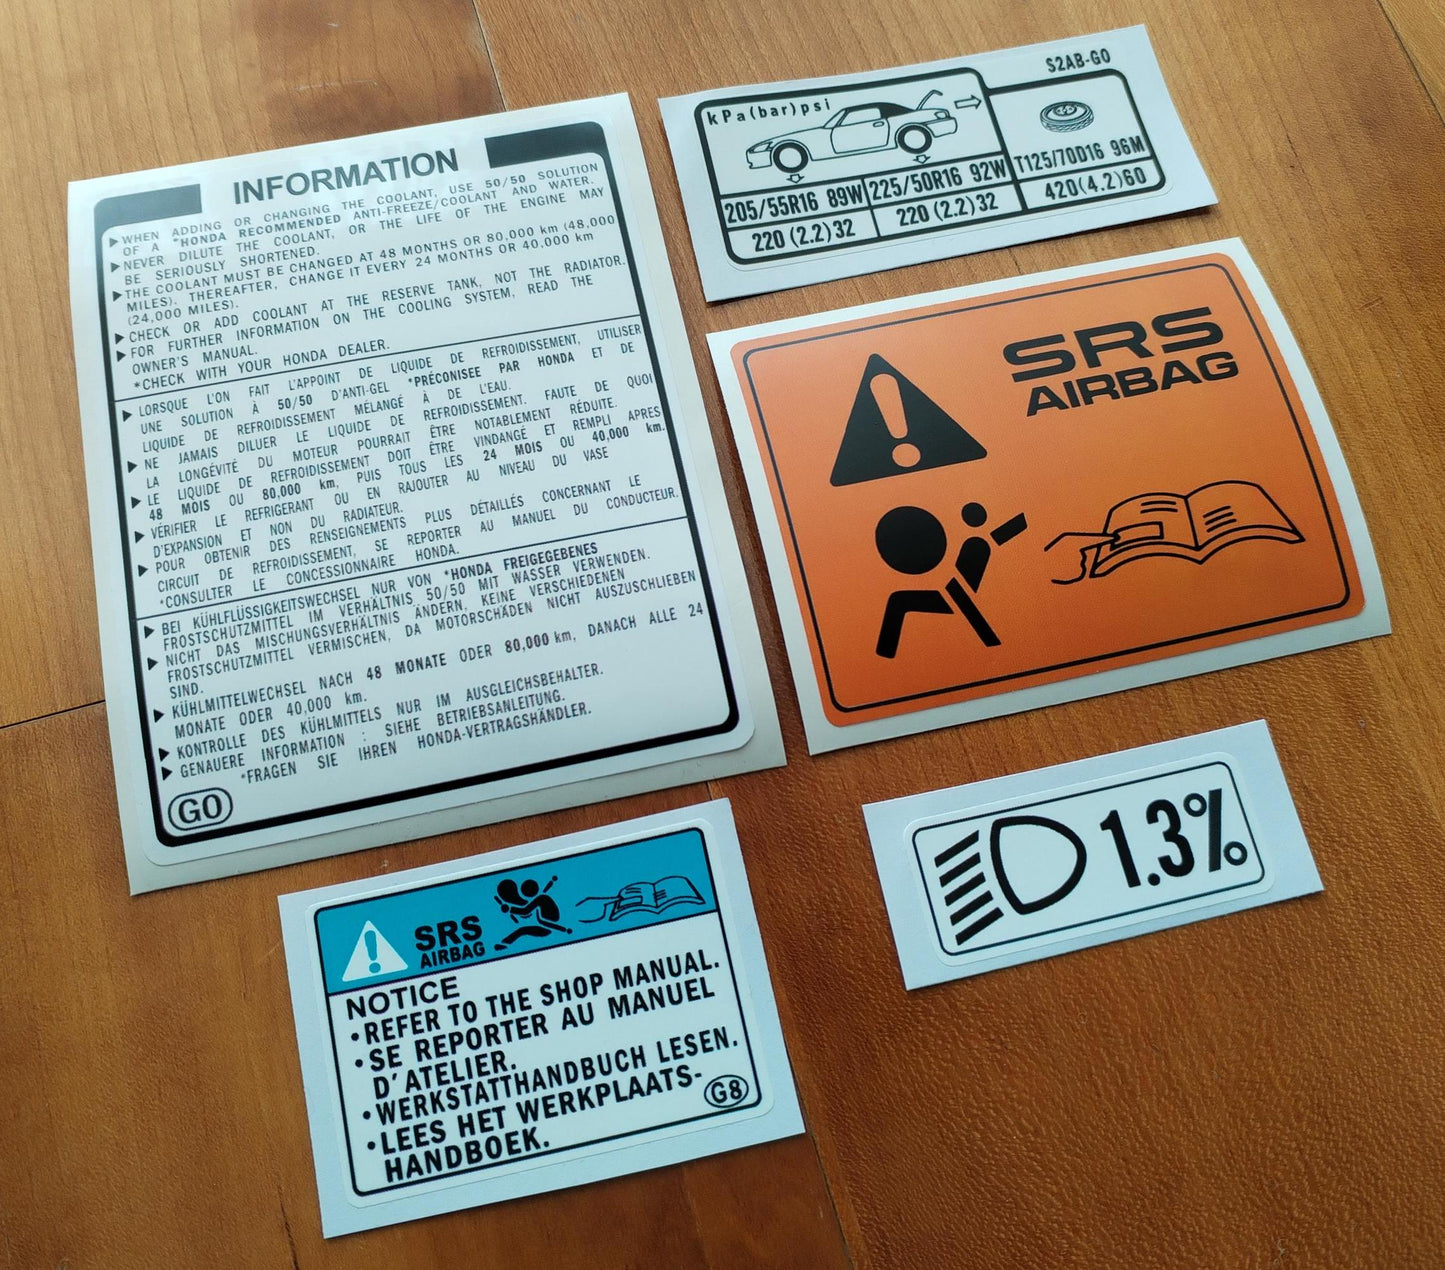 INFORMATION
▶WHEN ADDING OR CHANGING THE COOLANT, USE 50/50 SOLUTION
OF A *HONDA RECOMMENDED ANTI-FREEZE/COOLANT AND WATER.
▶NEVER DILUTE THE COOLANT, OR THE LIFE OF THE ENGINE MAY
BE SERIOUSLY SHORTENED.
▶THE COOLANT MUST BE CHANGED AT 48 MONTHS OR 80,000 km (48,000
MILES). THEREAFTER, CHANGE IT EVERY 24 MONTHS OR 40,000 km
(24,000 MILES).
▶CHECK OR ADD COOLANT AT THE RESERVE TANK, NOT THE RADIATOR.
▶FOR FURTHER INFORMATION ON THE COOLING SYSTEM, READ THE
OWNER'S MANUAL.
*CHECK WITH YOUR HONDA DEALER.
▶LORSQUE L'ON FAIT L'APPOINT DE LIQUIDE DE REFROIDISSEMENT, UTILISER
UNE SOLUTION À 50/50 D'ANTI-GEL *PRÉCONISEE PAR HONDA ET DE
LIQUIDE DE REFROIDISSEMENT MÉLANGÉ À DE L'EAU.
▶NE JAMAIS DILUER LE LIQUIDE DE REFROIDISSEMENT. FAUTE DE QUOI
LA LONGÉVITÉ DU MOTEUR POURRAIT ÊTRE NOTABLEMENT RÉDUITE.
▶LE LIQUIDE DE REFROIDISSEMENT DOIT ÊTRE VINDANGÉ ET REMPLI APRES
48 MOIS OU 80,000 km, PUIS TOUS LES 24 MOIS OU 40,000 km.
▶VÉRIFIER LE REFRIGERANT OU EN RAJOUTER AU NIVEAU DU VASE
D'EXPANSION ET NON DU RADIATEUR.
▶POUR OBTENIR DES RENSEIGNEMENTS PLUS DÉTAILLÉS CONCERNANT LE
CIRCUIT DE REFROIDISSEMENT, SE REPORTER AU MANUEL DU CONDUCTEUR.
*CONSULTER LE CONCESSIONNAIRE HONDA.
▶BEI KÜHLFLÜSSIGKEITSWECHSEL NUR VON *HONDA FREIGEGEBENES
FROSTSCHUTZMITTEL IM VERHÄLTNIS 50/50 MIT WASSER VERWENDEN.
▶NICHT DAS MISCHUNGSVERHÄLTNIS ÄNDERN, KEINE VERSCHIEDENEN
FROSTSCHUTZMITTEL VERMISCHEN, DA MOTORSCHÄDEN NICHT AUSZUSCHLIEBEN
SIND.
▶KÜHLMITTELWECHSEL NACH 48 MONATE ODER 80,000 km, DANACH ALLE 24
MONATE ODER 40,000 km.
▶KONTROLLE DES KÜHLMITTELS NUR IM AUSGLEICHSBEHALTER.
▶GENAUERE INFORMATION : SIEHE BETRIEBSANLEITUNG.
*FRAGEN SIE IHREN HONDA-VERTRAGSHÄNDLER.
G0
S2AB-G0
kPa(bar)psi
205/55R16 89W 225/50R16 92W T125/70D16 96M
220 (2.2) 32 220 (2.2) 32 420(4.2)60
SRS
AIRBAG
1.3%
SRS
AIRBAG
NOTICE
•REFER TO THE SHOP MANUAL.
•SE REPORTER AU MANUEL
D'ATELIER.
•WERKSTATTHANDBUCH LESEN.
•LEES HET WERKPLAATS-
HANDBOEK.
G8